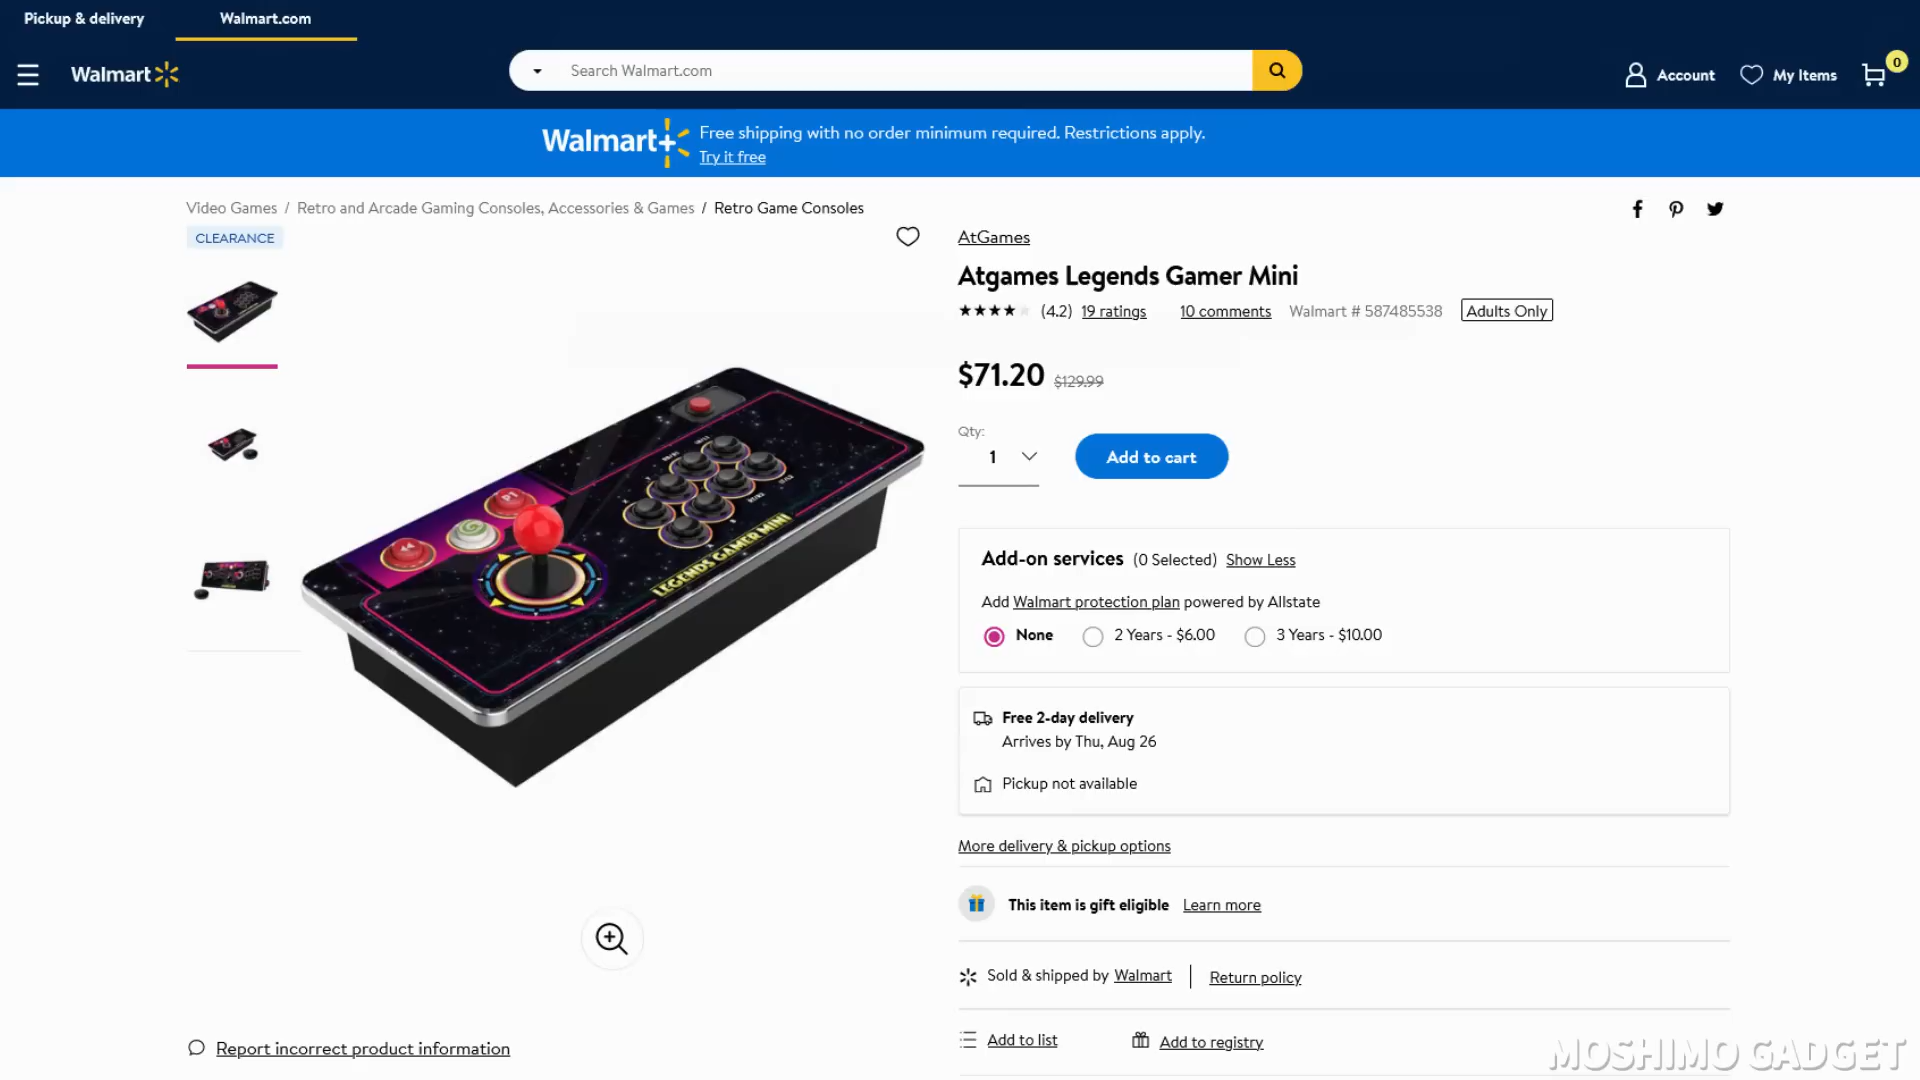 Pickup & delivery
Walmart.com
Walmart
Search Walmart.com
Account
My Items
0
Walmart+
Free shipping with no order minimum required. Restrictions apply.
Try it free
Video Games / Retro and Arcade Gaming Consoles, Accessories & Games / Retro Game Consoles
CLEARANCE
AtGames
Atgames Legends Gamer Mini
(4.2) 19 ratings 10 comments Walmart # 587485538 Adults Only
$71.20 $129.99
Qty:
1
Add to cart
P1
LEGENDS GAMER MINI
Add-on services (0 Selected) Show Less
Add Walmart protection plan powered by Allstate
None 2 Years - $6.00 3 Years - $10.00
Free 2-day delivery
Arrives by Thu, Aug 26
Pickup not available
More delivery & pickup options
This item is gift eligible Learn more
Sold & shipped by Walmart Return policy
Add to list Add to registry
Report incorrect product information
MOSHIMO GADGET